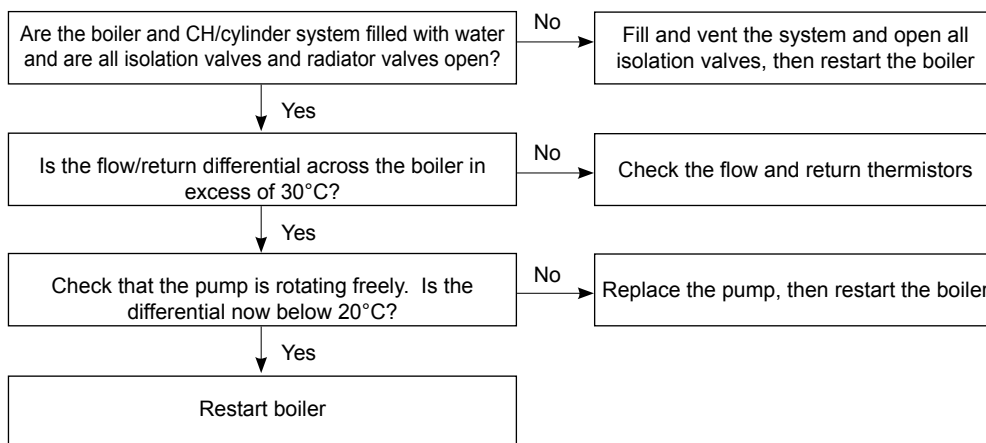 Are the boiler and CH/cylinder system filled with water
and are all isolation valves and radiator valves open?
No
Fill and vent the system and open all
isolation valves, then restart the boiler
Yes
Is the flow/return differential across the boiler in
excess of 30°C?
No
Check the flow and return thermistors
Yes
Check that the pump is rotating freely.  Is the
differential now below 20°C?
No
Replace the pump, then restart the boiler
Yes
Restart boiler